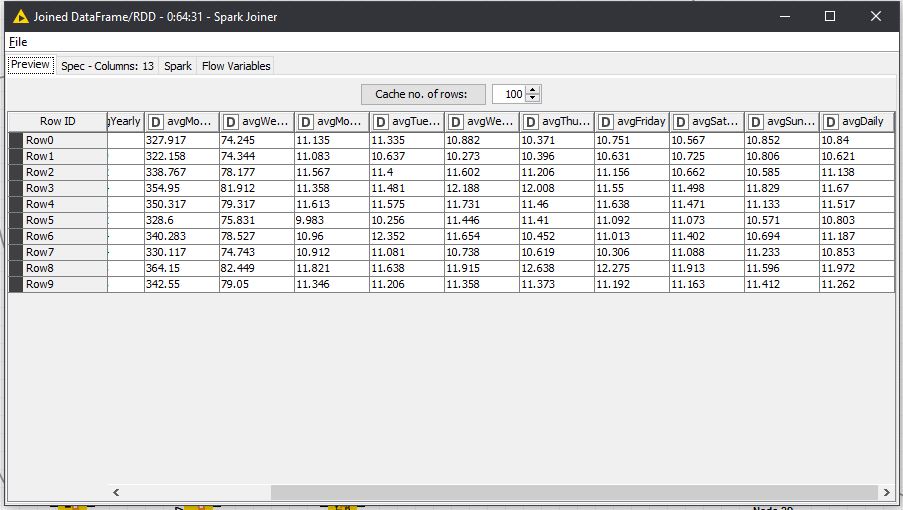 Joined DataFrame/RDD - 0:64:31 - Spark Joiner
File
Preview Spec - Columns: 13 Spark Flow Variables
Cache no. of rows: 100
Row ID gYearly D avgMo... D avgWe... D avgMo... D avgTue... D avgWe... D avgThu... D avgFriday D avgSat... D avgSun... D avgDaily
Row0 327.917 74.245 11.135 11.335 10.882 10.371 10.751 10.567 10.852 10.84
Row1 322.158 74.344 11.083 10.637 10.273 10.396 10.631 10.725 10.806 10.621
Row2 338.767 78.177 11.567 11.4 11.602 11.206 11.156 10.662 10.585 11.138
Row3 354.95 81.912 11.358 11.481 12.188 12.008 11.55 11.498 11.829 11.67
Row4 350.317 79.317 11.613 11.575 11.731 11.46 11.638 11.471 11.133 11.517
Row5 328.6 75.831 9.983 10.256 11.446 11.41 11.092 11.073 10.571 10.803
Row6 340.283 78.527 10.96 12.352 11.654 10.452 11.013 11.402 10.694 11.187
Row7 330.117 74.743 10.912 11.081 10.738 10.619 10.306 11.088 11.233 10.853
Row8 364.15 82.449 11.821 11.638 11.915 12.638 12.275 11.913 11.596 11.972
Row9 342.55 79.05 11.346 11.206 11.358 11.373 11.192 11.163 11.412 11.262